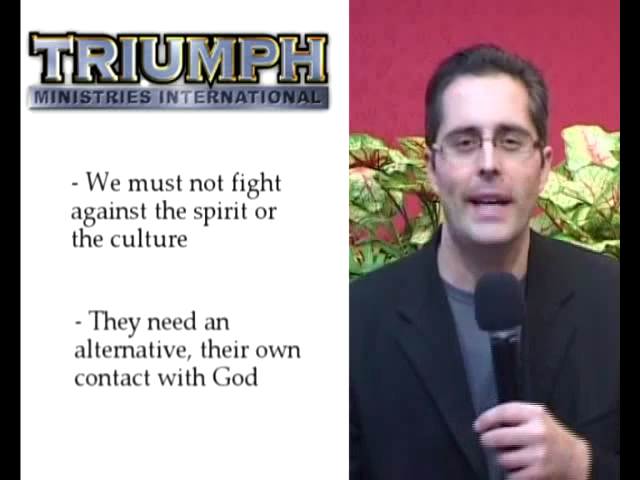 TRIUMPH
MINISTRIES INTERNATIONAL
- We must not fight
against the spirit or
the culture
- They need an
alternative, their own
contact with God